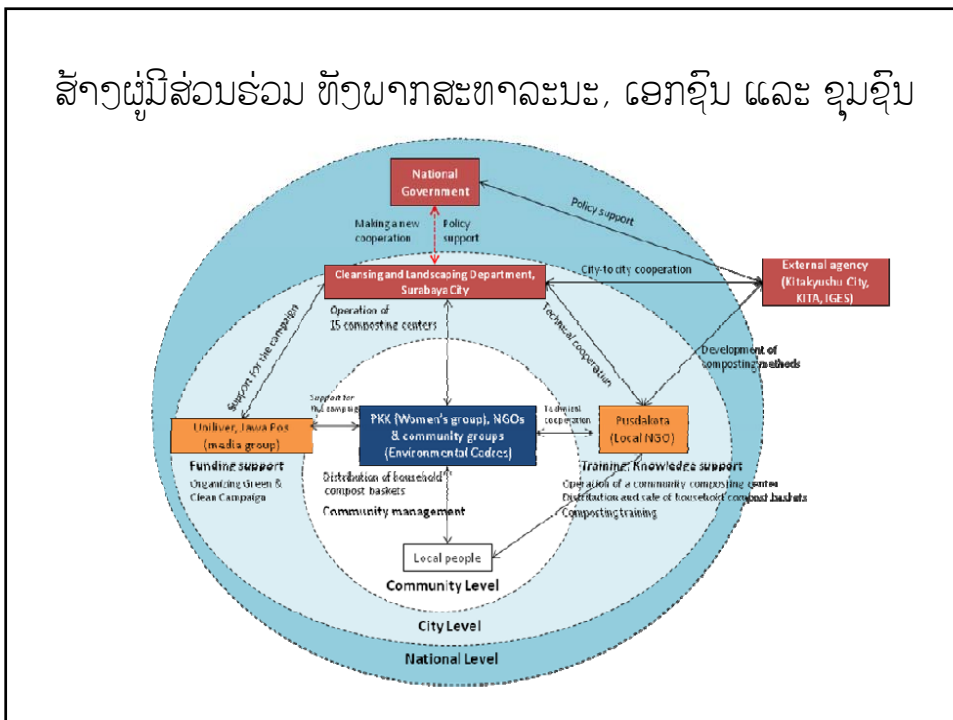 ສ້າງຜູ່ມີສ່ວນຮ່ວມ ທັງພາກສະທາລະນະ, ເອກຊົນ ແລະ ຊຸມຊົນ
National
Government
Making a new
cooperation
Policy
support
Policy support
Cleansing and Landscaping Department,
Surabaya City
City-to city cooperation
External agency
(Kitakyushu City,
KITA, IGES)
Operation of
15 composting centers
Support for the campaign
Technical cooperation
Development of
composting methods
Support for
campaign
Uniliver, Jawa Pos
(media group)
PKK (Women's group), NGOs
& community groups
(Environmental Cadres)
Technical
cooperation
Pusdakota
(Local NGO)
Funding support
Organizing Green &
Clean Campaign
Distribution of household
compost baskets
Community management
Training, Knowledge support
Operation of a community composting center
Distribution and sale of household compost baskets
Composting training
Local people
Community Level
City Level
National Level